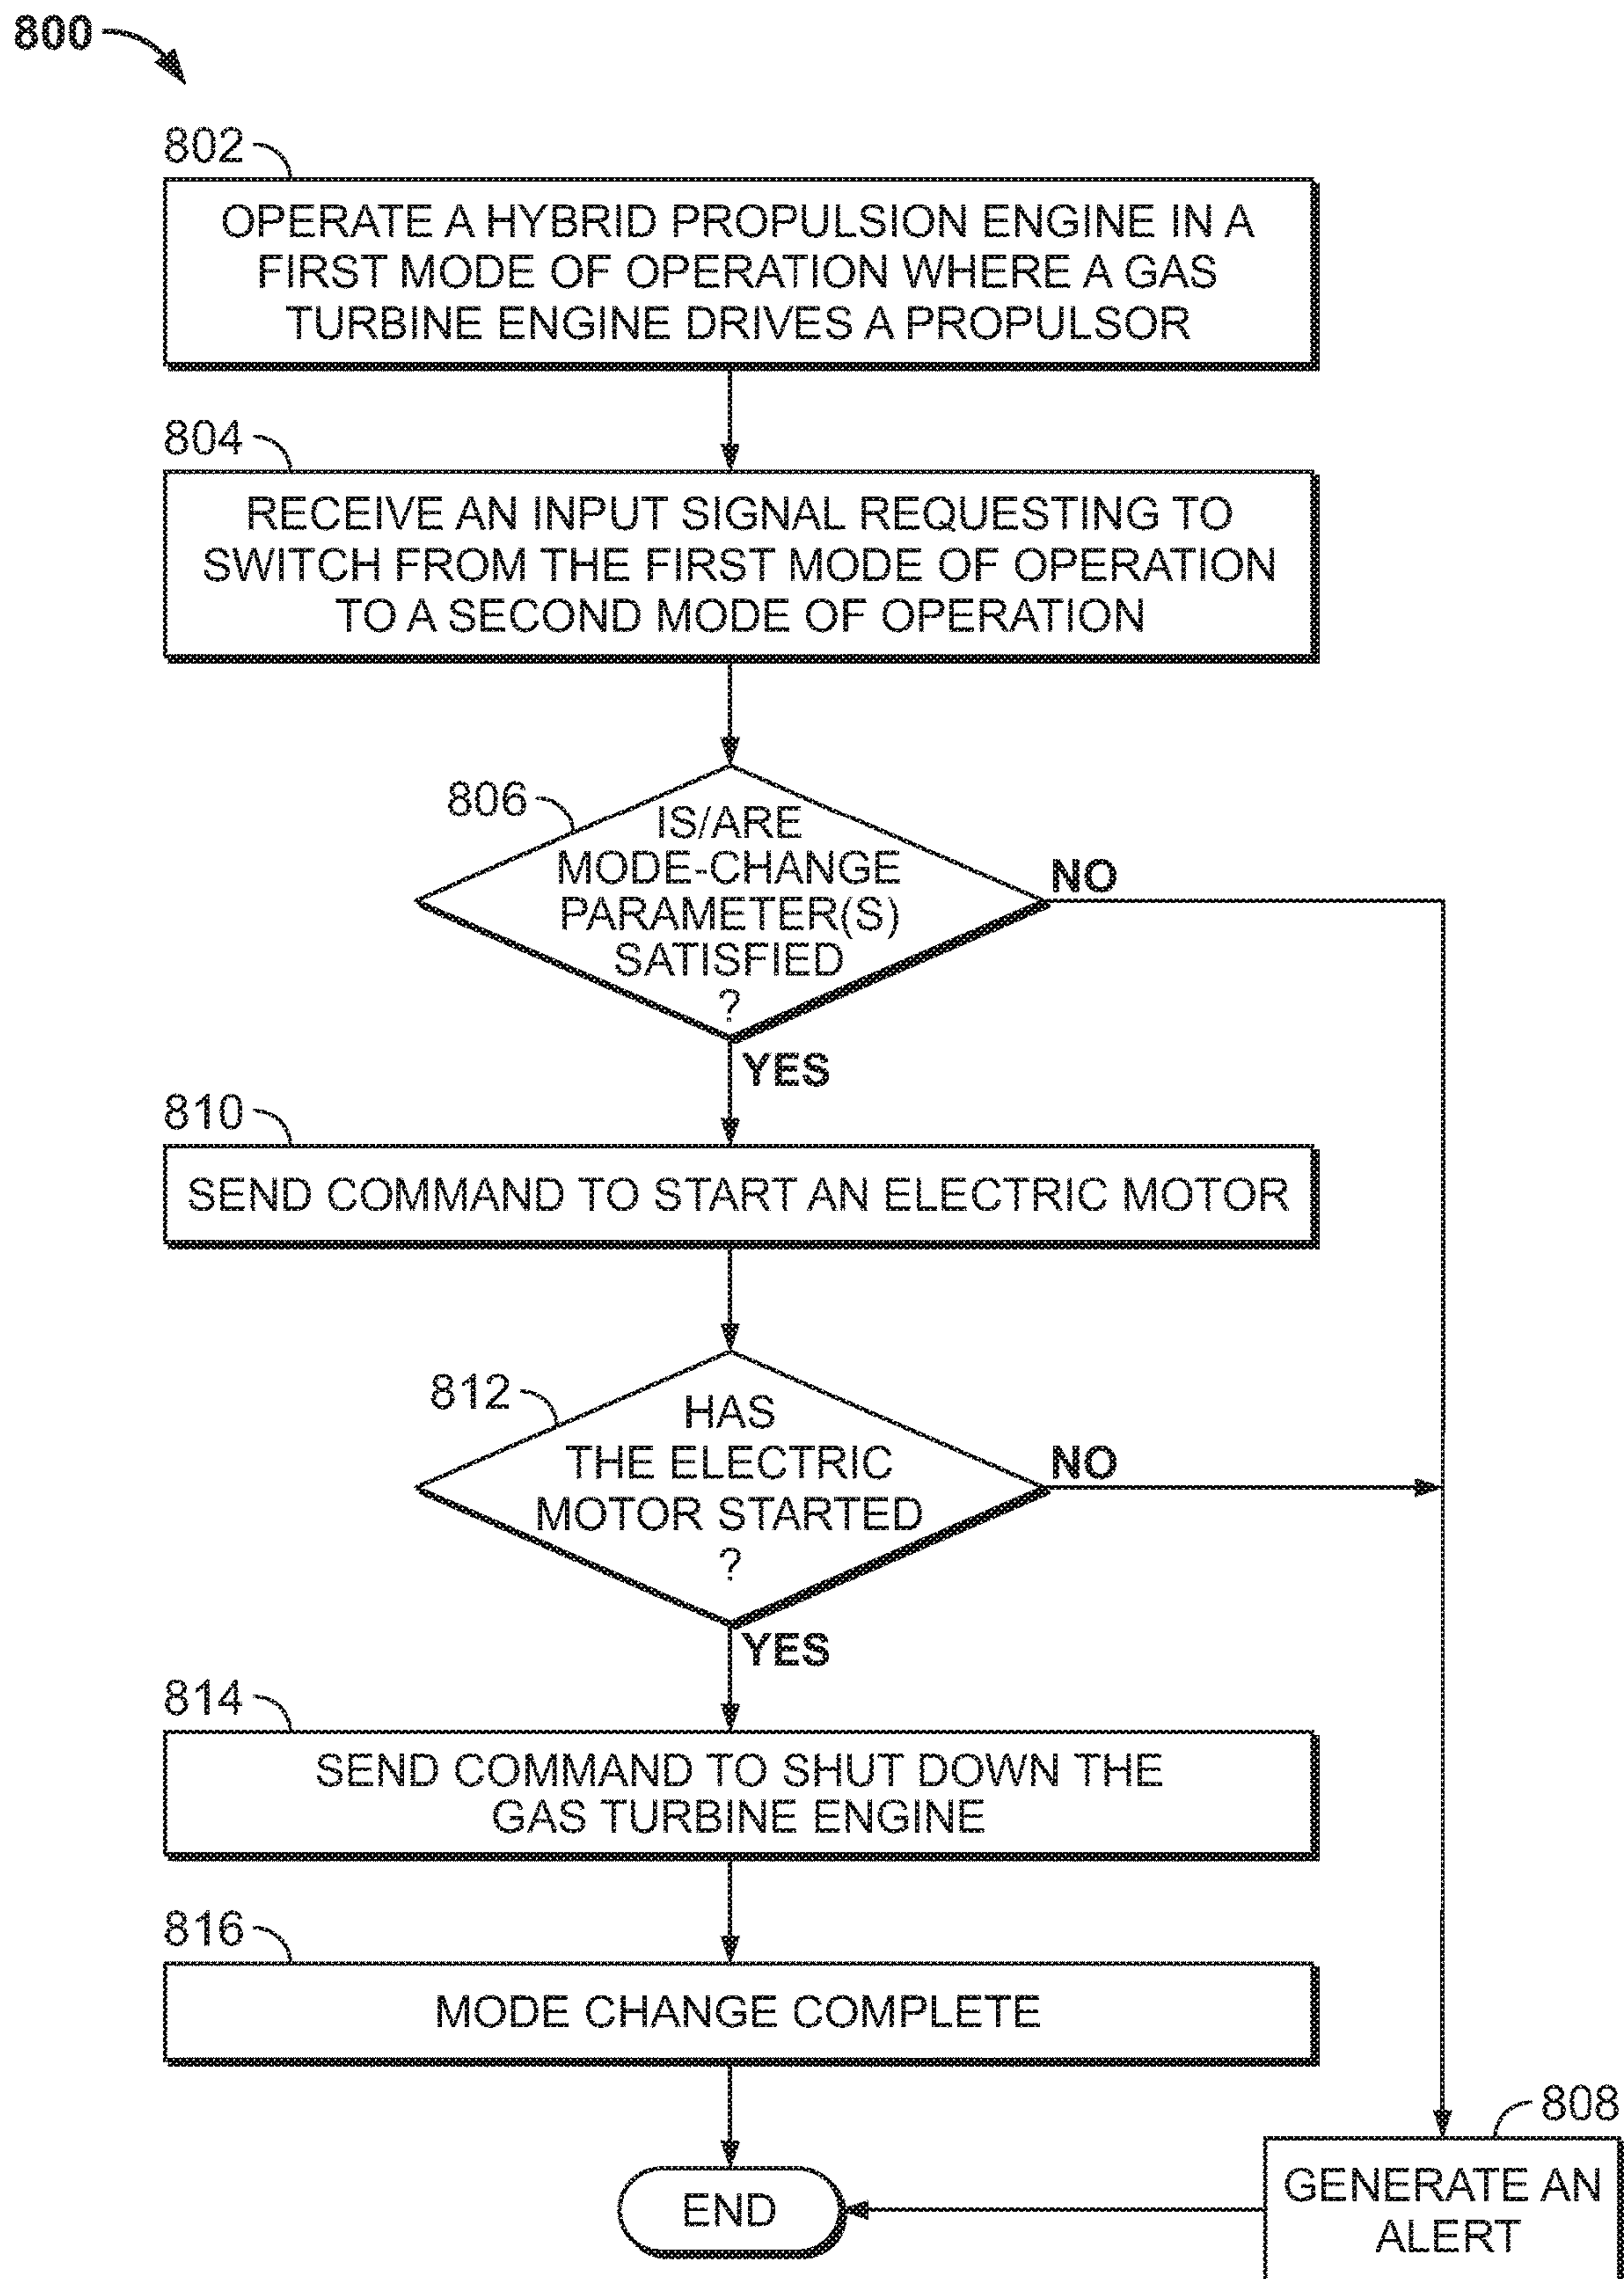 800
802
OPERATE A HYBRID PROPULSION ENGINE IN A
FIRST MODE OF OPERATION WHERE A GAS
TURBINE ENGINE DRIVES A PROPULSOR
804
RECEIVE AN INPUT SIGNAL REQUESTING TO
SWITCH FROM THE FIRST MODE OF OPERATION
TO A SECOND MODE OF OPERATION
806
IS/ARE
MODE-CHANGE
PARAMETER(S)
SATISFIED
?
NO
YES
810
SEND COMMAND TO START AN ELECTRIC MOTOR
812
HAS
THE ELECTRIC
MOTOR STARTED
?
NO
YES
814
SEND COMMAND TO SHUT DOWN THE
GAS TURBINE ENGINE
816
MODE CHANGE COMPLETE
808
GENERATE AN
ALERT
END